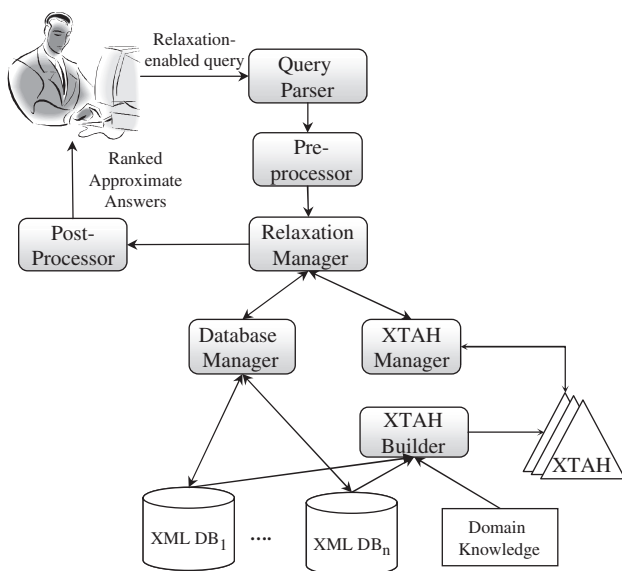 Relaxation-
enabled query
Query
Parser
Pre-
processor
Ranked
Approximate
Answers
Post-
Processor
Relaxation
Manager
Database
Manager
XTAH
Manager
XTAH
Builder
XTAH
XML DB1
....
XML DBn
Domain
Knowledge